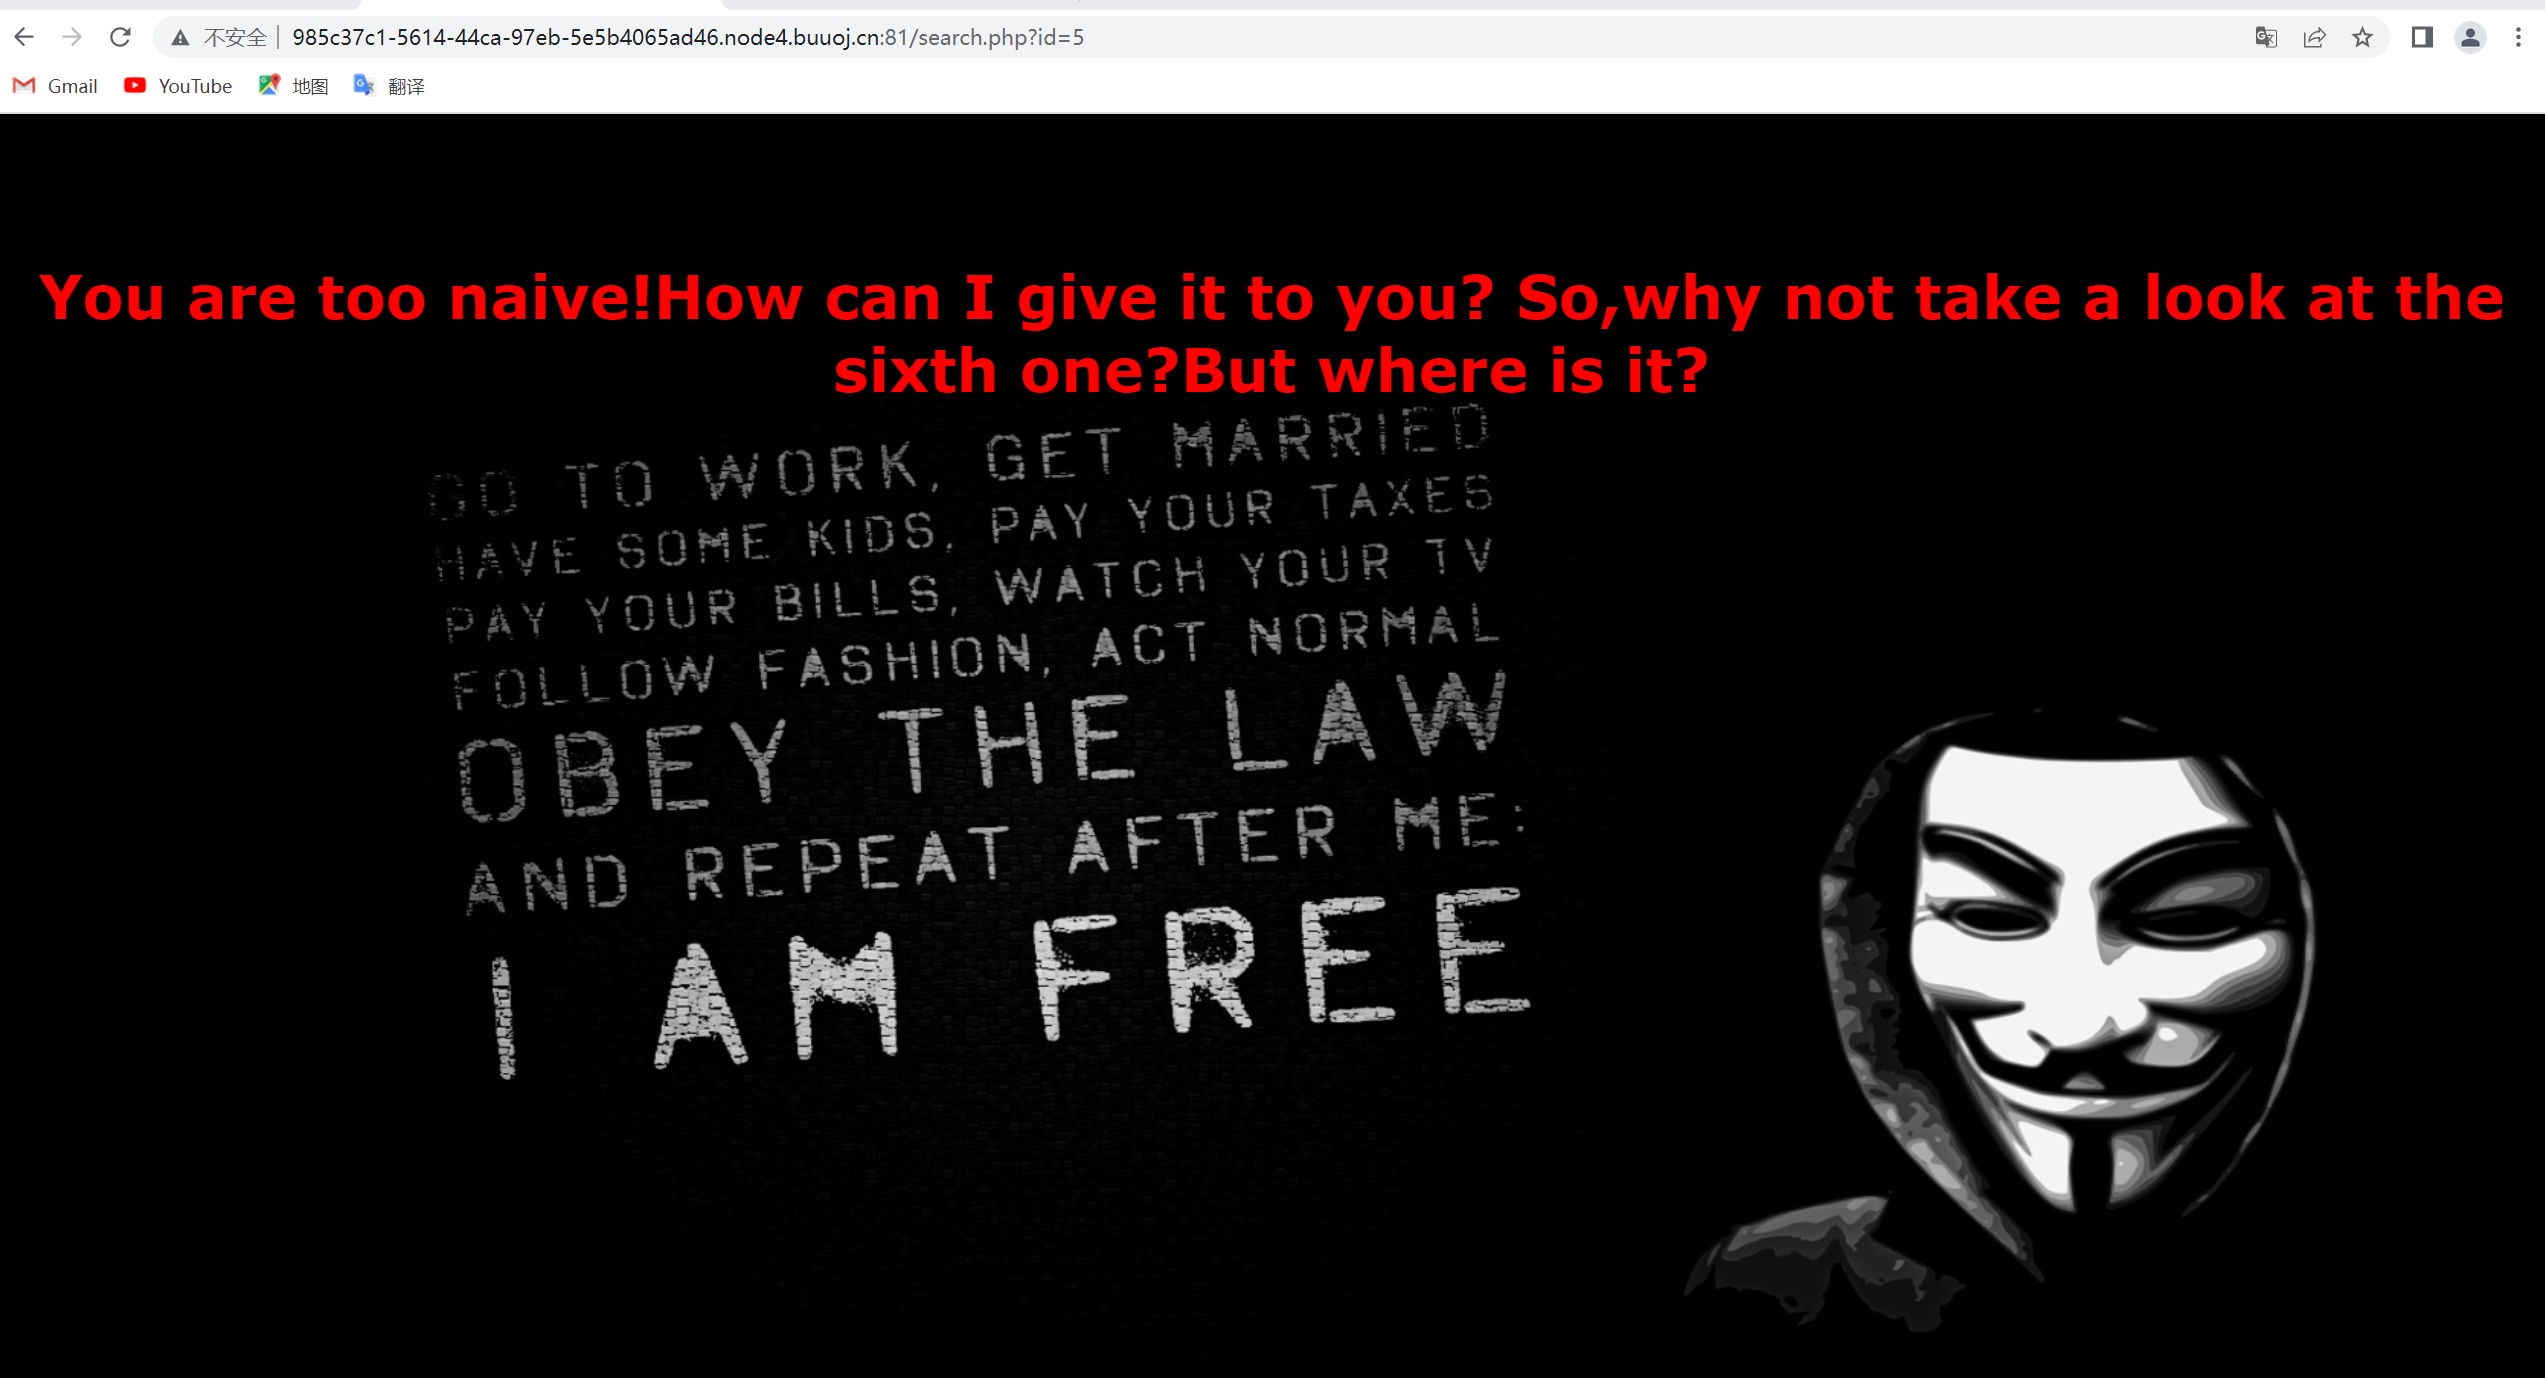 不安全 985c37c1-5614-44ca-97eb-5e5b4065ad46.node4.buuoj.cn:81/search.php?id=5
Gmail YouTube 地图 翻译
You are too naive!How can I give it to you? So,why not take a look at the
sixth one?But where is it?
GO TO WORK, GET MARRIED
HAVE SOME KIDS, PAY YOUR TAXES
PAY YOUR BILLS, WATCH YOUR TV
FOLLOW FASHION, ACT NORMAL
OBEY THE LAW
AND REPEAT AFTER ME:
I AM FREE